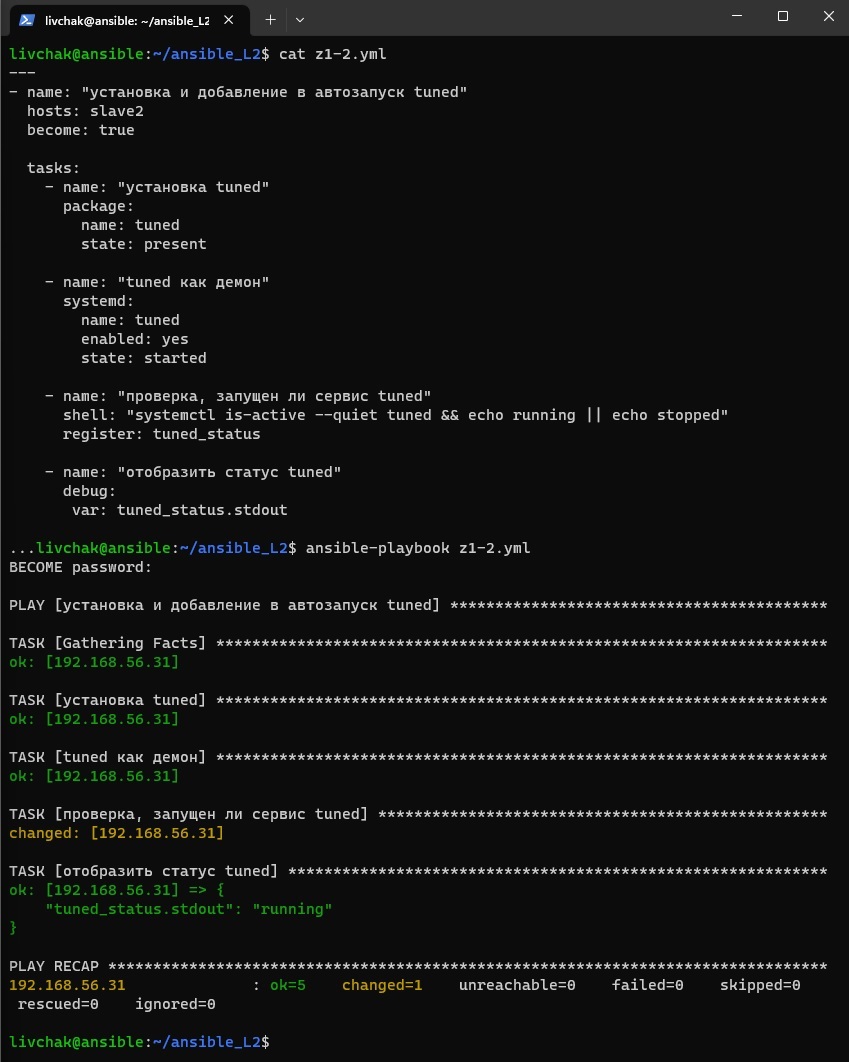 livchak@ansible: ~/ansible_L2
livchak@ansible:~/ansible_L2$ cat z1-2.yml
---
- name: "установка и добавление в автозапуск tuned"
  hosts: slave2
  become: true

  tasks:
    - name: "установка tuned"
      package:
        name: tuned
        state: present

    - name: "tuned как демон"
      systemd:
        name: tuned
        enabled: yes
        state: started

    - name: "проверка, запущен ли сервис tuned"
      shell: "systemctl is-active --quiet tuned && echo running || echo stopped"
      register: tuned_status

    - name: "отобразить статус tuned"
      debug:
       var: tuned_status.stdout

...livchak@ansible:~/ansible_L2$ ansible-playbook z1-2.yml
BECOME password:

PLAY [установка и добавление в автозапуск tuned] ******************************************

TASK [Gathering Facts] ********************************************************************
ok: [192.168.56.31]

TASK [установка tuned] ********************************************************************
ok: [192.168.56.31]

TASK [tuned как демон] ********************************************************************
ok: [192.168.56.31]

TASK [проверка, запущен ли сервис tuned] **************************************************
changed: [192.168.56.31]

TASK [отобразить статус tuned] ************************************************************
ok: [192.168.56.31] => {
    "tuned_status.stdout": "running"
}

PLAY RECAP ********************************************************************************
192.168.56.31              : ok=5    changed=1    unreachable=0    failed=0    skipped=0
 rescued=0    ignored=0

livchak@ansible:~/ansible_L2$